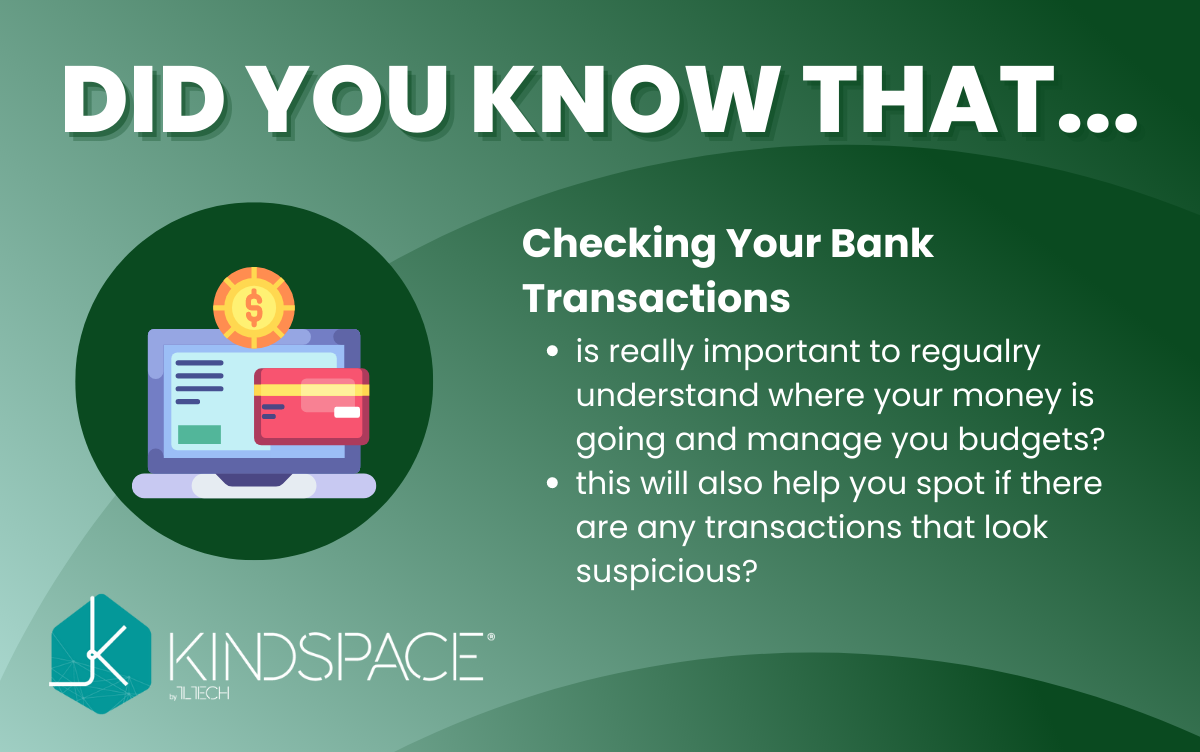 DID YOU KNOW THAT...
Checking Your Bank
Transactions
• is really important to regualry
understand where your money is
going and manage you budgets?
• this will also help you spot if there
are any transactions that look
suspicious?
$
KINDSPACE®
by TLTECH